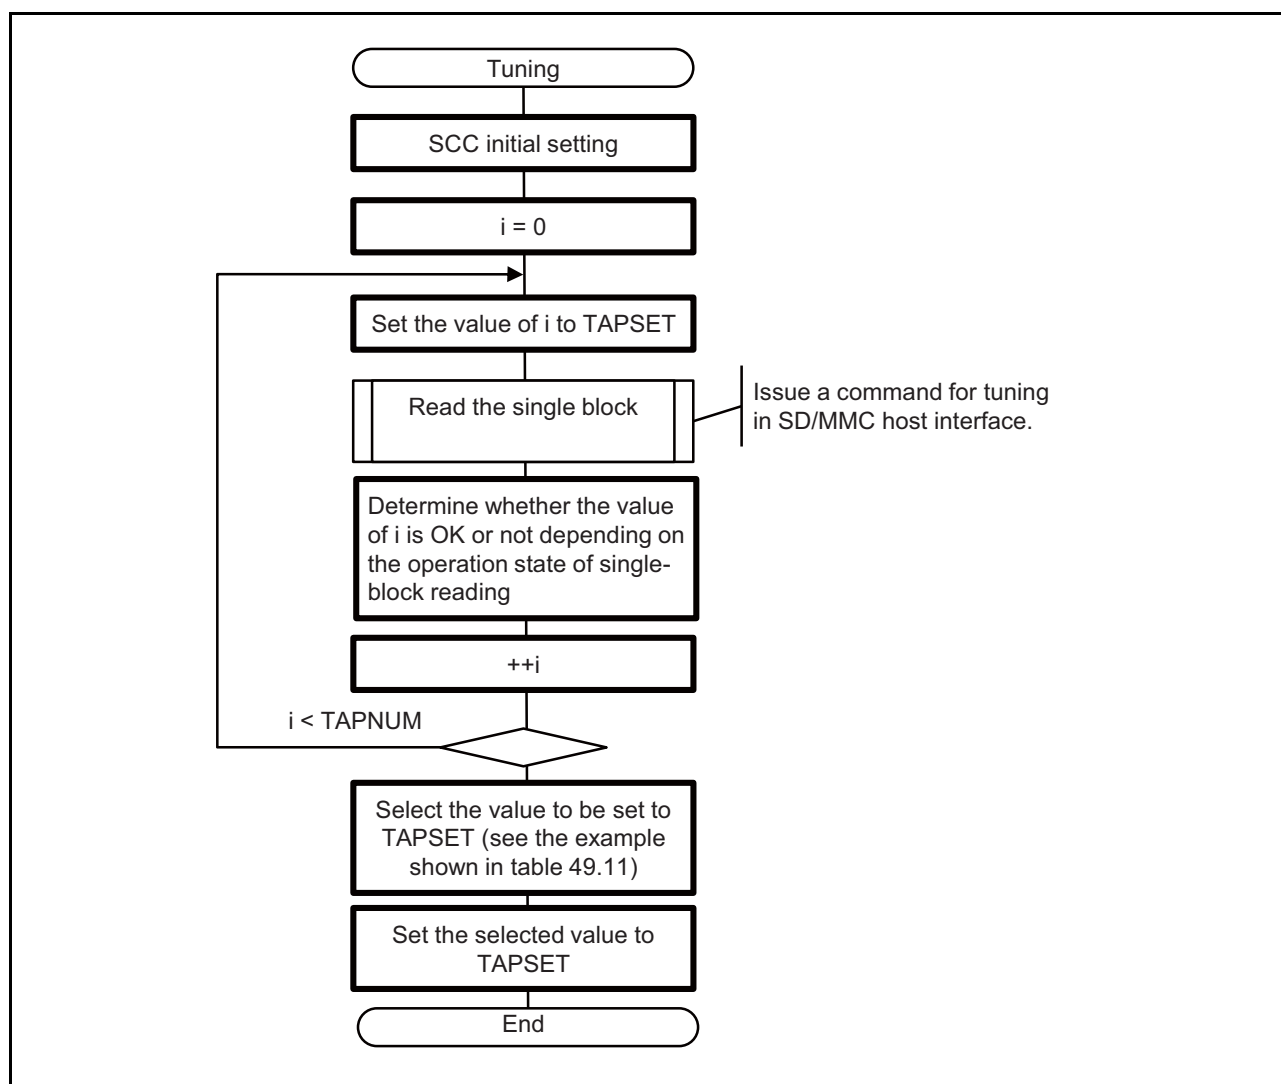 Tuning
SCC initial setting
i = 0
Set the value of i to TAPSET
Read the single block
Issue a command for tuning
in SD/MMC host interface.
Determine whether the value
of i is OK or not depending on
the operation state of single-
block reading
++i
i < TAPNUM
Select the value to be set to
TAPSET (see the example
shown in table 49.11)
Set the selected value to
TAPSET
End